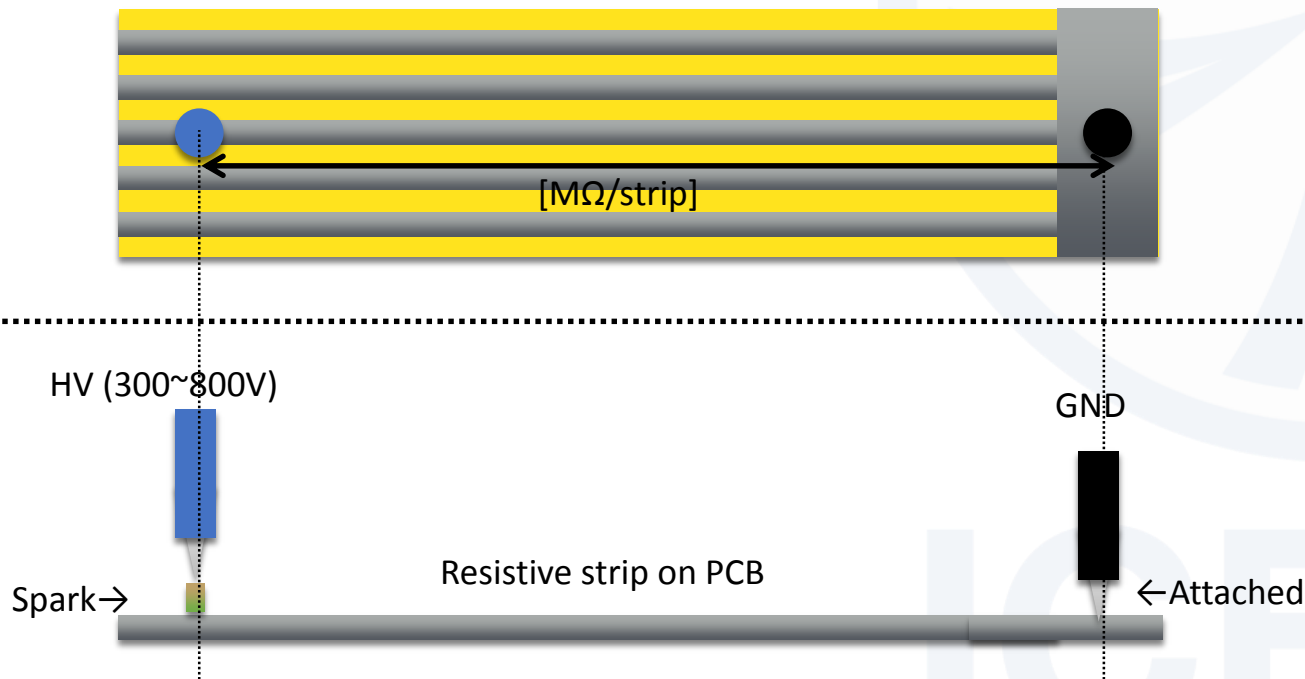 [MΩ/strip]
HV (300~800V)
GND
Resistive strip on PCB
Spark→
←Attached